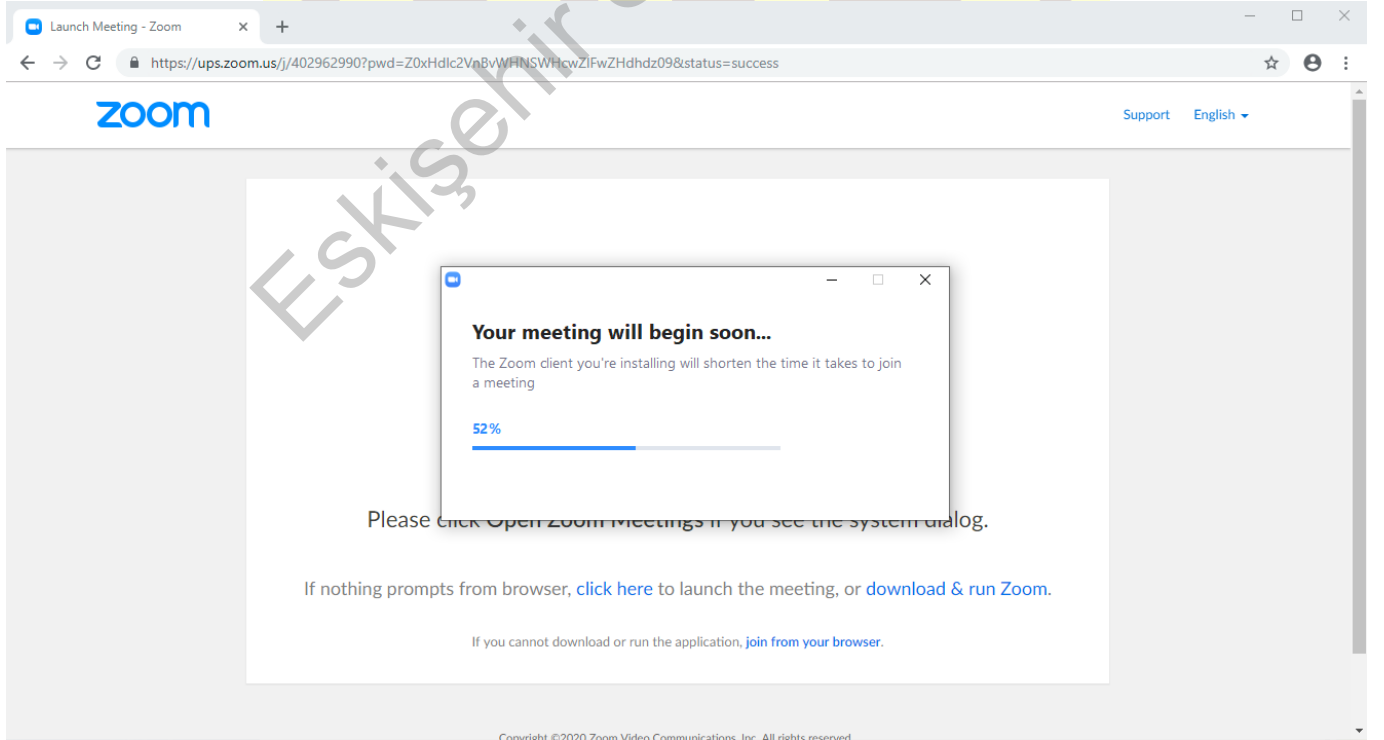 Launch Meeting - Zoom
https://ups.zoom.us/j/402962990?pwd=Z0xHdlc2VnBvWHNSWHcwZlFwZHdhdz09&status=success
zoom
Support English
Eskişehir
Your meeting will begin soon...
The Zoom client you're installing will shorten the time it takes to join
a meeting
52%
Please click Open Zoom Meetings if you see the system dialog.
If nothing prompts from browser, click here to launch the meeting, or download & run Zoom.
If you cannot download or run the application, join from your browser.
Copyright ©2020 Zoom Video Communications, Inc. All rights reserved.